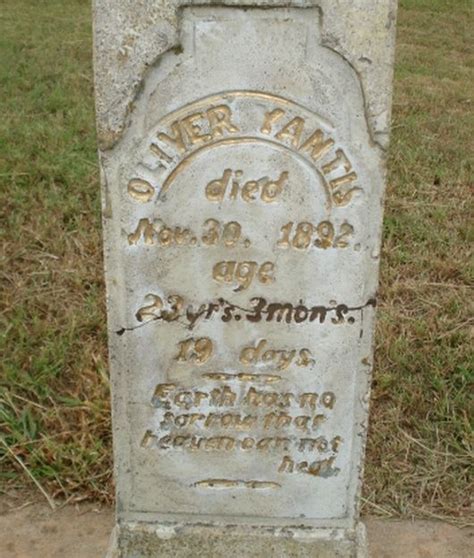 OLIVER YANTIS
died
Nov. 30. 1892.
age
23 yr's. 3 mon's.
19 days.
Earth has no
sorrow that
heaven can not
heal.